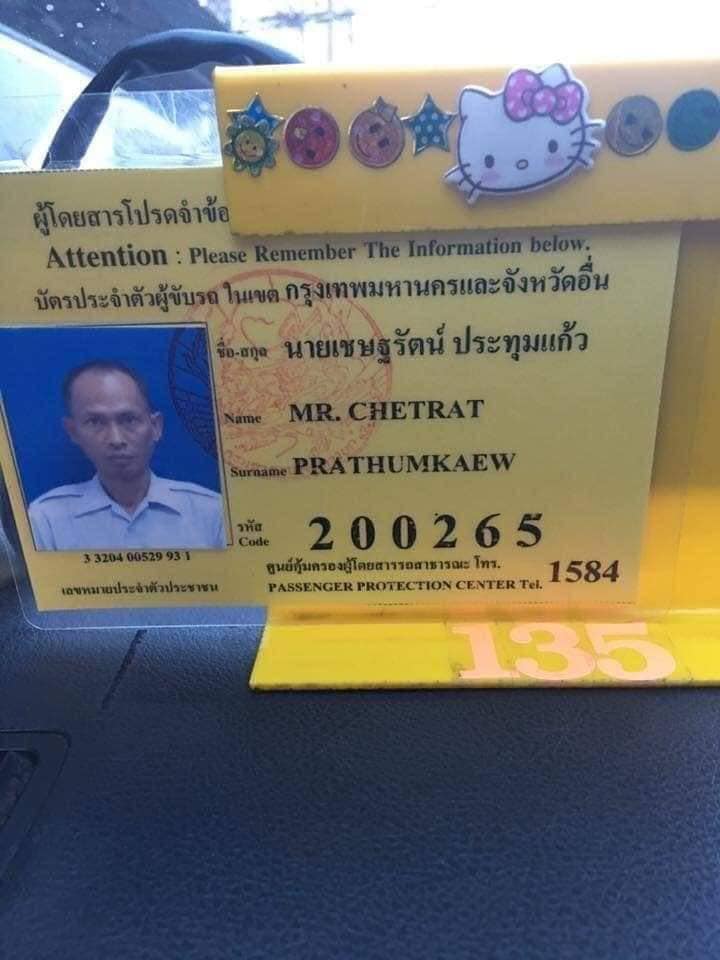 ผู้โดยสารโปรดจำข้อ
Attention : Please Remember The Information below.
บัตรประจำตัวผู้ขับรถ ในเขต กรุงเทพมหานครและจังหวัดอื่น
ชื่อ-สกุล นายเชษฐรัตน์ ประทุมแก้ว
Name MR. CHETRAT
Surname PRATHUMKAEW
รหัส
Code 200265
3 3204 00529 93 1
เลขหมายประจำตัวประชาชน
ศูนย์คุ้มครองผู้โดยสารรถสาธารณะ โทร.
PASSENGER PROTECTION CENTER Tel. 1584
135